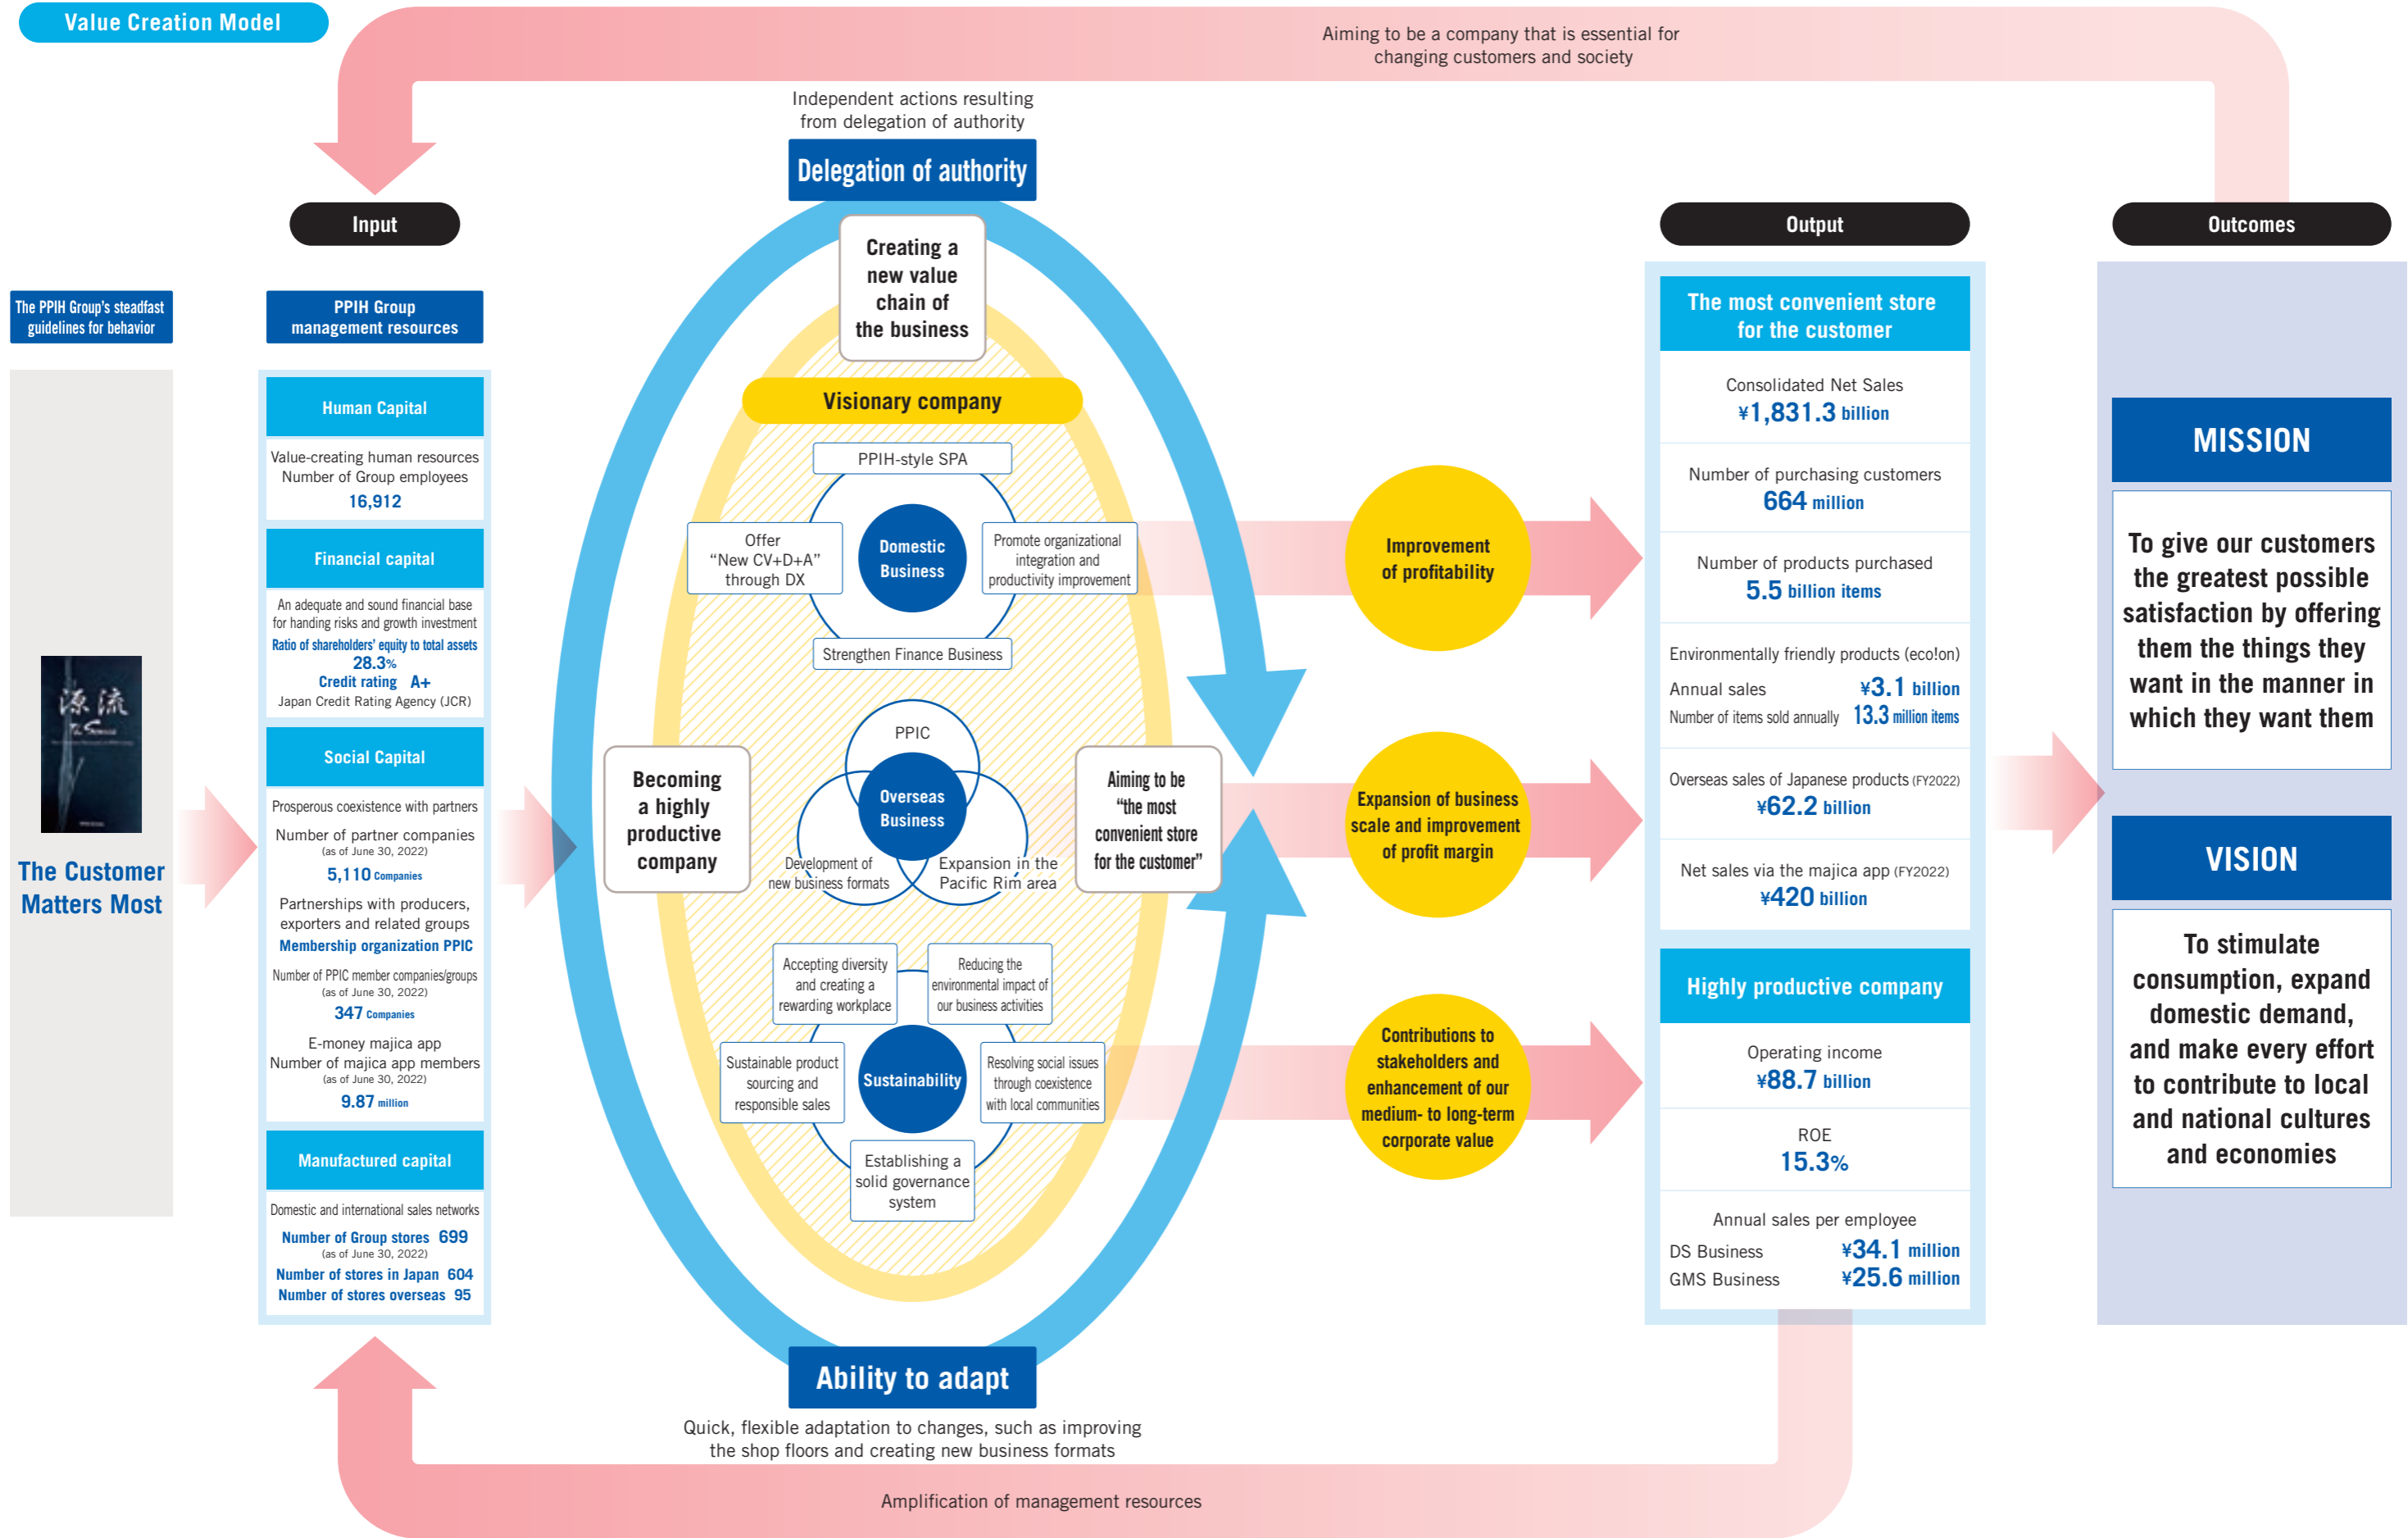 Value Creation Model
Aiming to be a company that is essential for
changing customers and society
Independent actions resulting
from delegation of authority
Delegation of authority
Input
Output
Outcomes
The PPIH Group's steadfast
guidelines for behavior
源流
The Customer
Matters Most
PPIH Group
management resources
Human Capital
Value-creating human resources
Number of Group employees
16,912
Financial capital
An adequate and sound financial base
for handing risks and growth investment
Ratio of shareholders' equity to total assets
28.3%
Credit rating A+
Japan Credit Rating Agency (JCR)
Social Capital
Prosperous coexistence with partners
Number of partner companies
(as of June 30, 2022)
5,110 Companies
Partnerships with producers,
exporters and related groups
Membership organization PPIC
Number of PPIC member companies/groups
(as of June 30, 2022)
347 Companies
E-money majica app
Number of majica app members
(as of June 30, 2022)
9.87 million
Manufactured capital
Domestic and international sales networks
Number of Group stores 699
(as of June 30, 2022)
Number of stores in Japan 604
Number of stores overseas 95
Creating a
new value
chain of
the business
Visionary company
PPIH-style SPA
Offer
“New CV+D+A”
through DX
Domestic
Business
Promote organizational
integration and
productivity improvement
Strengthen Finance Business
Becoming
a highly
productive
company
PPIC
Overseas
Business
Development of
new business formats
Expansion in the
Pacific Rim area
Aiming to be
“the most
convenient store
for the customer”
Accepting diversity
and creating a
rewarding workplace
Reducing the
environmental impact of
our business activities
Sustainable product
sourcing and
responsible sales
Sustainability
Resolving social issues
through coexistence
with local communities
Establishing a
solid governance
system
Ability to adapt
Quick, flexible adaptation to changes, such as improving
the shop floors and creating new business formats
Improvement
of profitability
Expansion of business
scale and improvement
of profit margin
Contributions to
stakeholders and
enhancement of our
medium- to long-term
corporate value
The most convenient store
for the customer
Consolidated Net Sales
¥1,831.3 billion
Number of purchasing customers
664 million
Number of products purchased
5.5 billion items
Environmentally friendly products (eco!on)
Annual sales ¥3.1 billion
Number of items sold annually 13.3 million items
Overseas sales of Japanese products (FY2022)
¥62.2 billion
Net sales via the majica app (FY2022)
¥420 billion
Highly productive company
Operating income
¥88.7 billion
ROE
15.3%
Annual sales per employee
DS Business ¥34.1 million
GMS Business ¥25.6 million
MISSION
To give our customers
the greatest possible
satisfaction by offering
them the things they
want in the manner in
which they want them
VISION
To stimulate
consumption, expand
domestic demand,
and make every effort
to contribute to local
and national cultures
and economies
Amplification of management resources